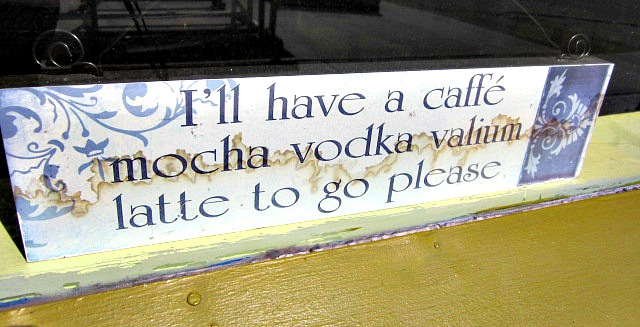 I'll have a caffé
mocha vodka valium
latte to go please